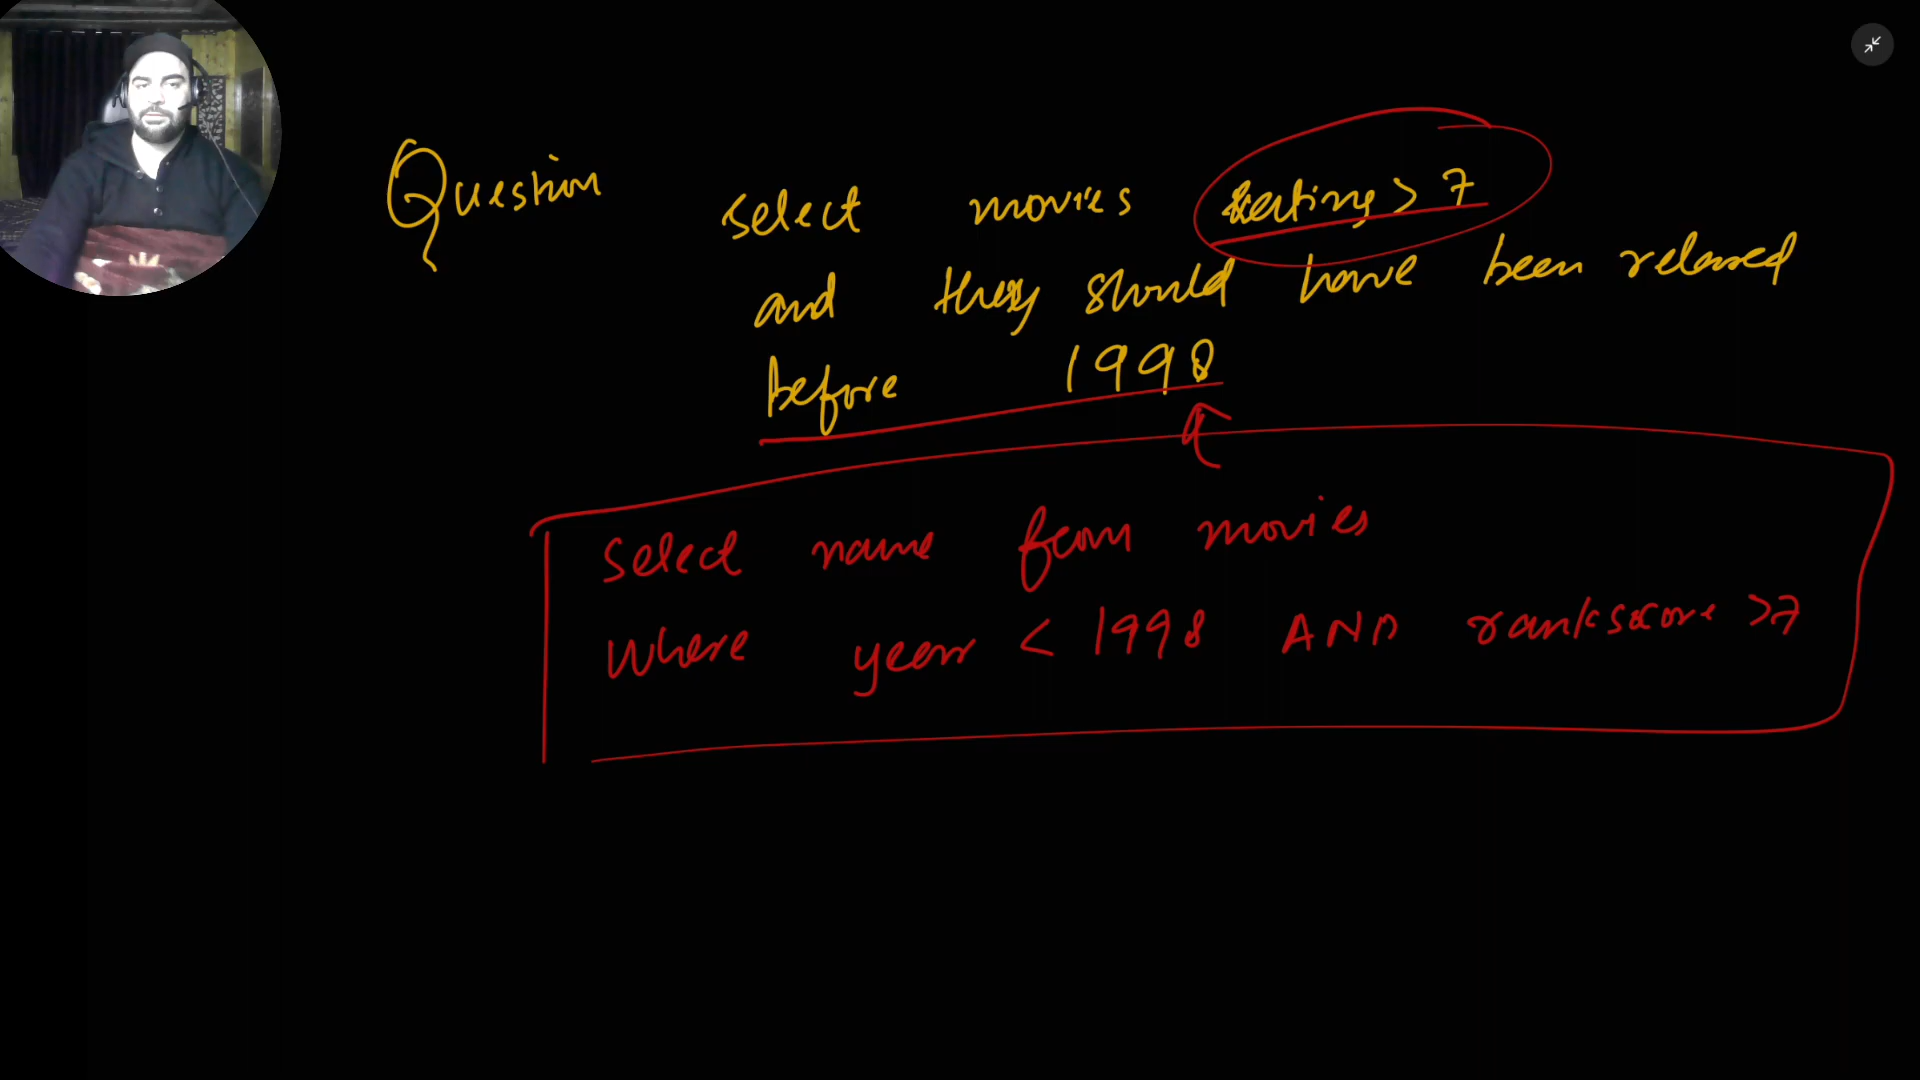 Question select movies rating > 7
and they should have been released
before 1998
Select name from movies
Where year < 1998 AND rankscore > 7